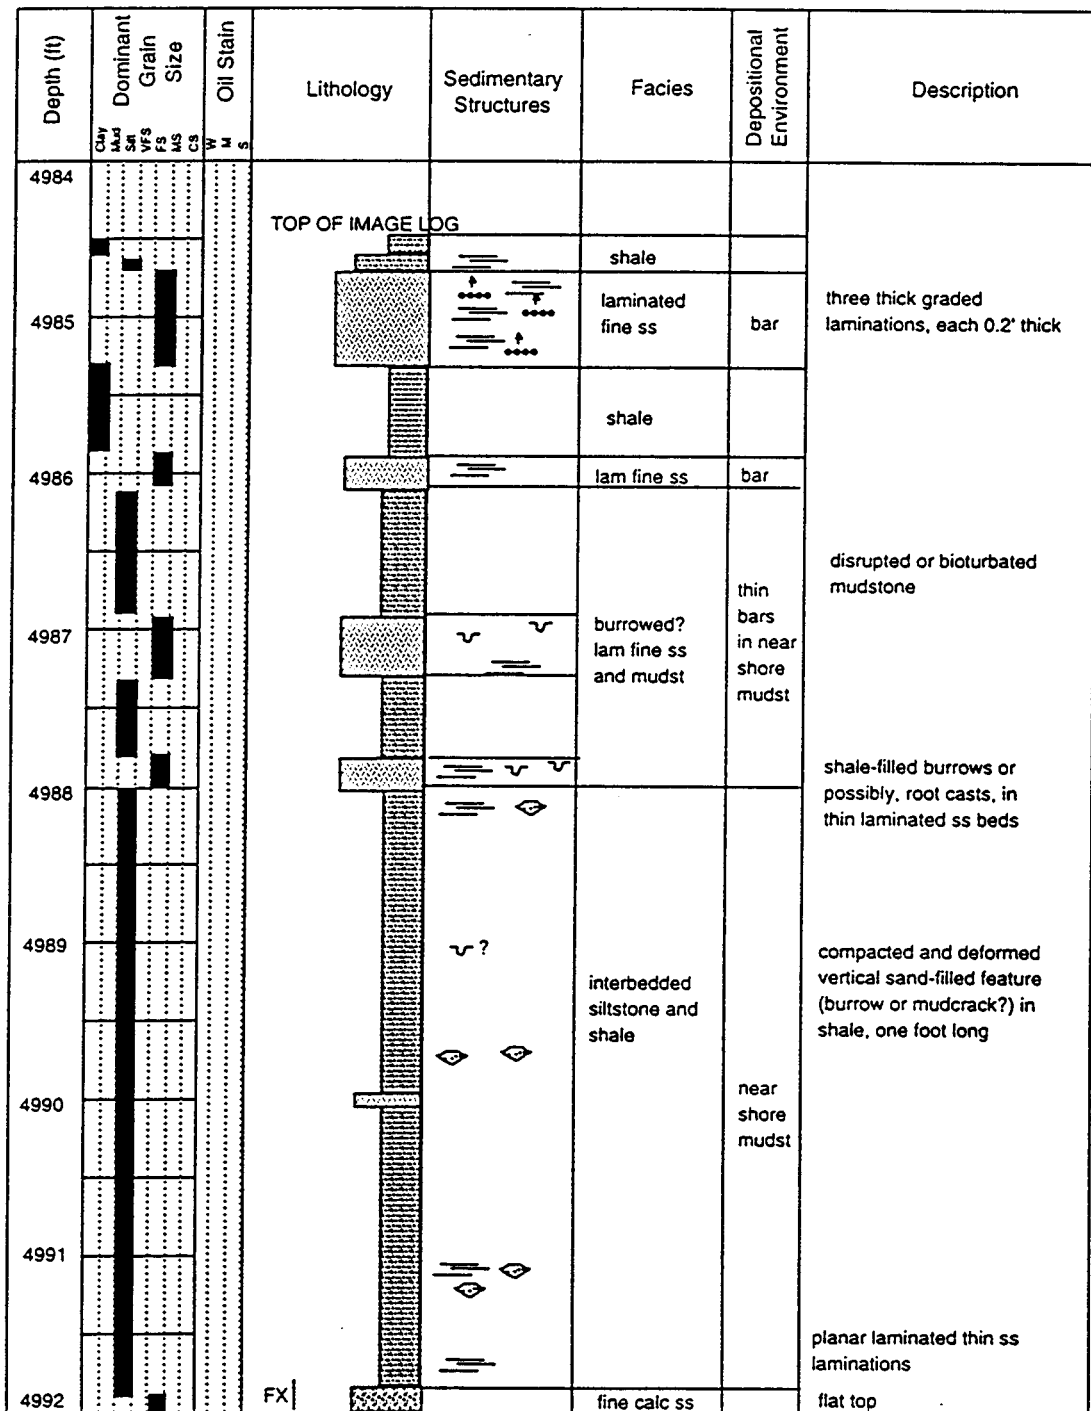 Depth (ft)
Dominant
Grain
Size
Clay
Mud
Silt
VFS
FS
MS
CS
Oil Stain
W
M
S
Lithology
Sedimentary
Structures
Facies
Depositional
Environment
Description
4984
TOP OF IMAGE LOG
shale
4985
laminated
fine ss
bar
three thick graded
laminations, each 0.2' thick
shale
4986
lam fine ss
bar
disrupted or bioturbated
mudstone
4987
burrowed?
lam fine ss
and mudst
thin
bars
in near
shore
mudst
4988
shale-filled burrows or
possibly, root casts, in
thin laminated ss beds
4989
?
interbedded
siltstone and
shale
compacted and deformed
vertical sand-filled feature
(burrow or mudcrack?) in
shale, one foot long
4990
near
shore
mudst
4991
planar laminated thin ss
laminations
4992
FX
fine calc ss
flat top